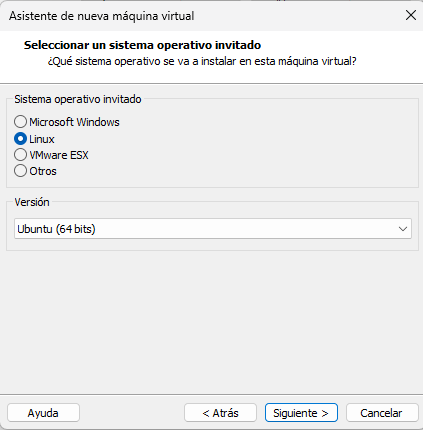 Asistente de nueva máquina virtual
Seleccionar un sistema operativo invitado
¿Qué sistema operativo se va a instalar en esta máquina virtual?
Sistema operativo invitado
Microsoft Windows
Linux
VMware ESX
Otros
Versión
Ubuntu (64 bits)
Ayuda
< Atrás
Siguiente >
Cancelar